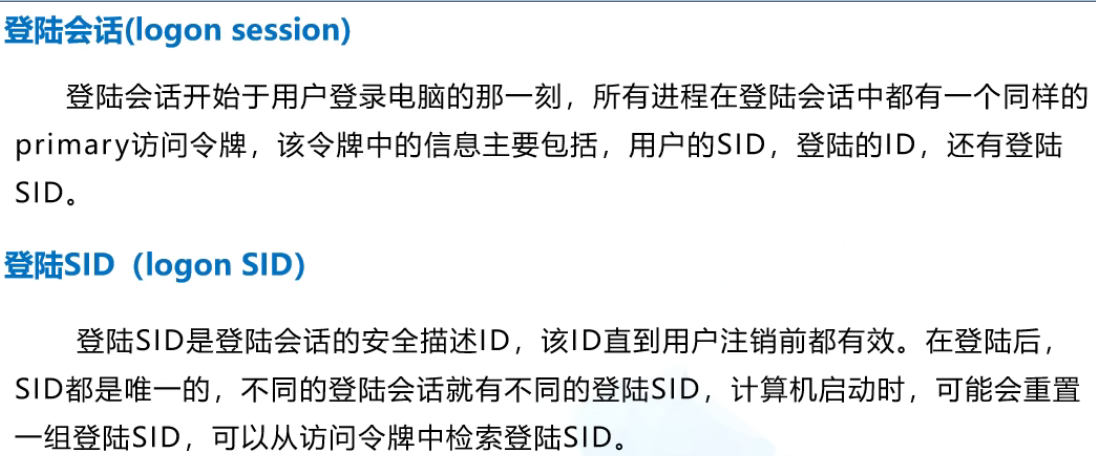 登陆会话(logon session)
登陆会话开始于用户登录电脑的那一刻，所有进程在登陆会话中都有一个同样的
primary访问令牌，该令牌中的信息主要包括，用户的SID，登陆的ID，还有登陆
SID。
登陆SID（logon SID）
登陆SID是登陆会话的安全描述ID，该ID直到用户注销前都有效。在登陆后，
SID都是唯一的，不同的登陆会话就有不同的登陆SID，计算机启动时，可能会重置
一组登陆SID，可以从访问令牌中检索登陆SID。